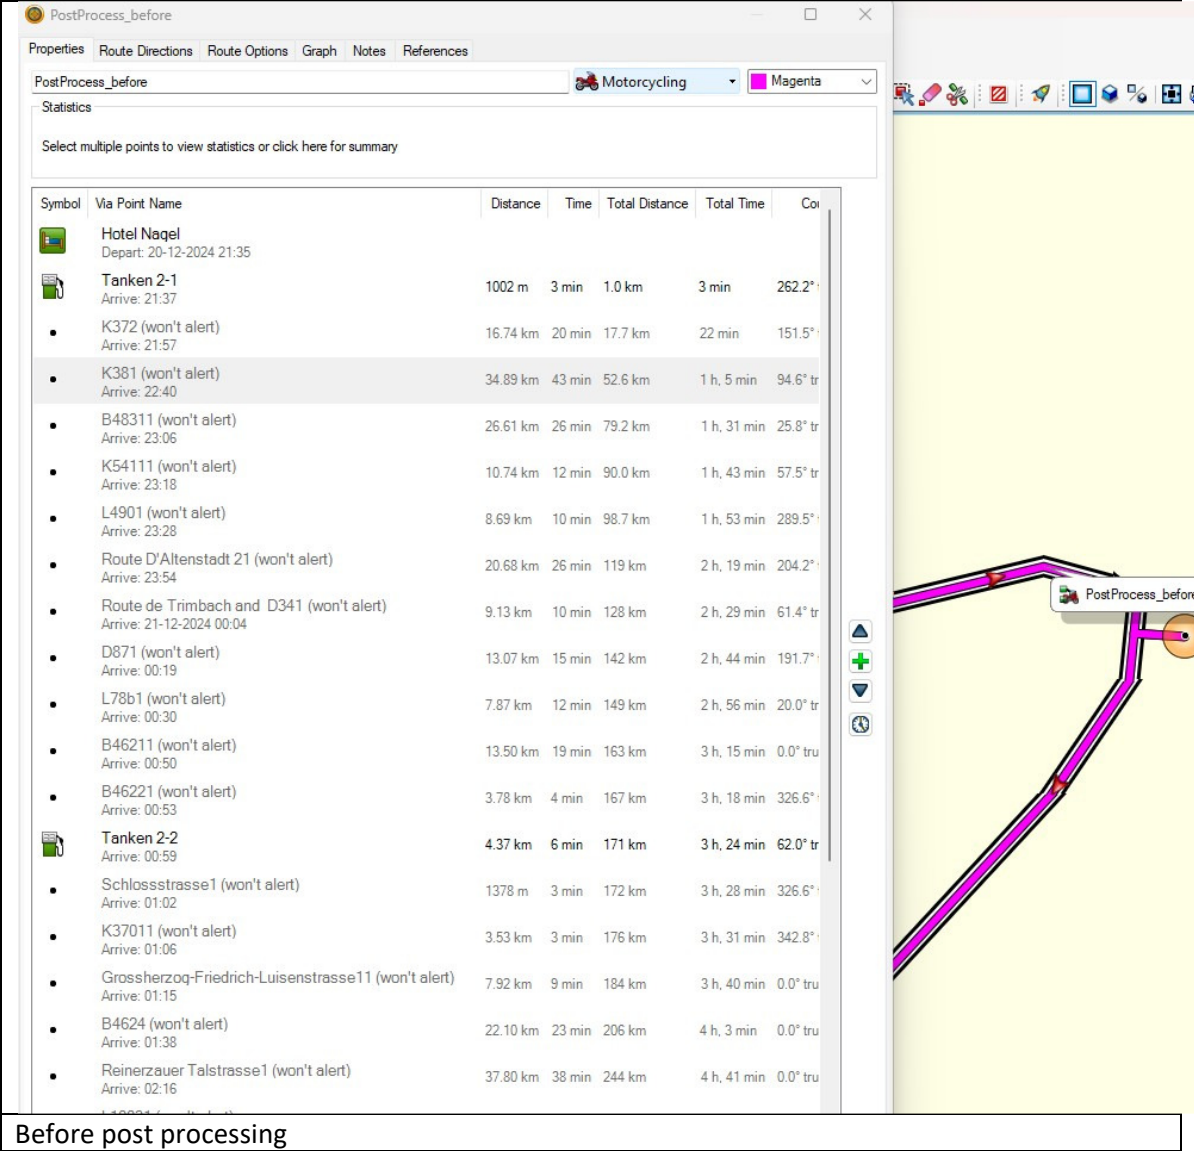 PostProcess_before
Properties Route Directions Route Options Graph Notes References
PostProcess_before Motorcycling Magenta
Statistics
Select multiple points to view statistics or click here for summary
Symbol Via Point Name Distance Time Total Distance Total Time Cou
Hotel Nagel
Depart: 20-12-2024 21:35
Tanken 2-1 1002 m 3 min 1.0 km 3 min 262.2°
Arrive: 21:37
K372 (won't alert) 16.74 km 20 min 17.7 km 22 min 151.5°
Arrive: 21:57
K381 (won't alert) 34.89 km 43 min 52.6 km 1 h, 5 min 94.6° tr
Arrive: 22:40
B48311 (won't alert) 26.61 km 26 min 79.2 km 1 h, 31 min 25.8° tr
Arrive: 23:06
K54111 (won't alert) 10.74 km 12 min 90.0 km 1 h, 43 min 57.5° tr
Arrive: 23:18
L4901 (won't alert) 8.69 km 10 min 98.7 km 1 h, 53 min 289.5°
Arrive: 23:28
Route D'Altenstadt 21 (won't alert) 20.68 km 26 min 119 km 2 h, 19 min 204.2°
Arrive: 23:54
Route de Trimbach and D341 (won't alert) 9.13 km 10 min 128 km 2 h, 29 min 61.4° tr
Arrive: 21-12-2024 00:04
D871 (won't alert) 13.07 km 15 min 142 km 2 h, 44 min 191.7°
Arrive: 00:19
L78b1 (won't alert) 7.87 km 12 min 149 km 2 h, 56 min 20.0° tr
Arrive: 00:30
B46211 (won't alert) 13.50 km 19 min 163 km 3 h, 15 min 0.0° tru
Arrive: 00:50
B46221 (won't alert) 3.78 km 4 min 167 km 3 h, 18 min 326.6°
Arrive: 00:53
Tanken 2-2 4.37 km 6 min 171 km 3 h, 24 min 62.0° tr
Arrive: 00:59
Schlossstrasse1 (won't alert) 1378 m 3 min 172 km 3 h, 28 min 326.6°
Arrive: 01:02
K37011 (won't alert) 3.53 km 3 min 176 km 3 h, 31 min 342.8°
Arrive: 01:06
Grossherzog-Friedrich-Luisenstrasse11 (won't alert) 7.92 km 9 min 184 km 3 h, 40 min 0.0° tru
Arrive: 01:15
B4624 (won't alert) 22.10 km 23 min 206 km 4 h, 3 min 0.0° tru
Arrive: 01:38
Reinerzauer Talstrasse1 (won't alert) 37.80 km 38 min 244 km 4 h, 41 min 0.0° tru
Arrive: 02:16
PostProcess_before
Before post processing